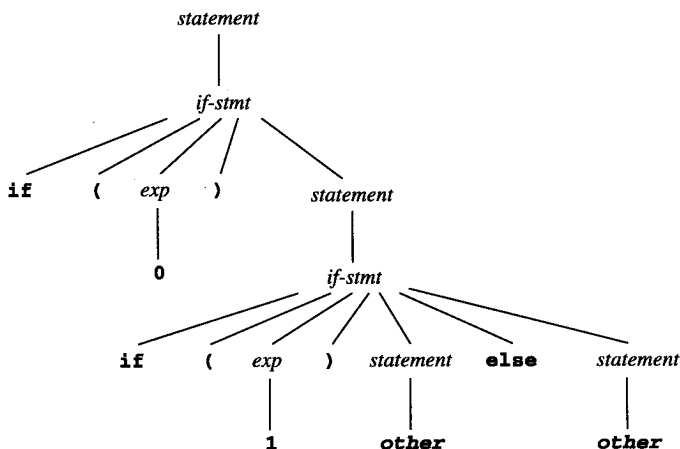 statement
if-stmt
if ( exp ) statement
0
if-stmt
if ( exp ) statement else statement
1 other other